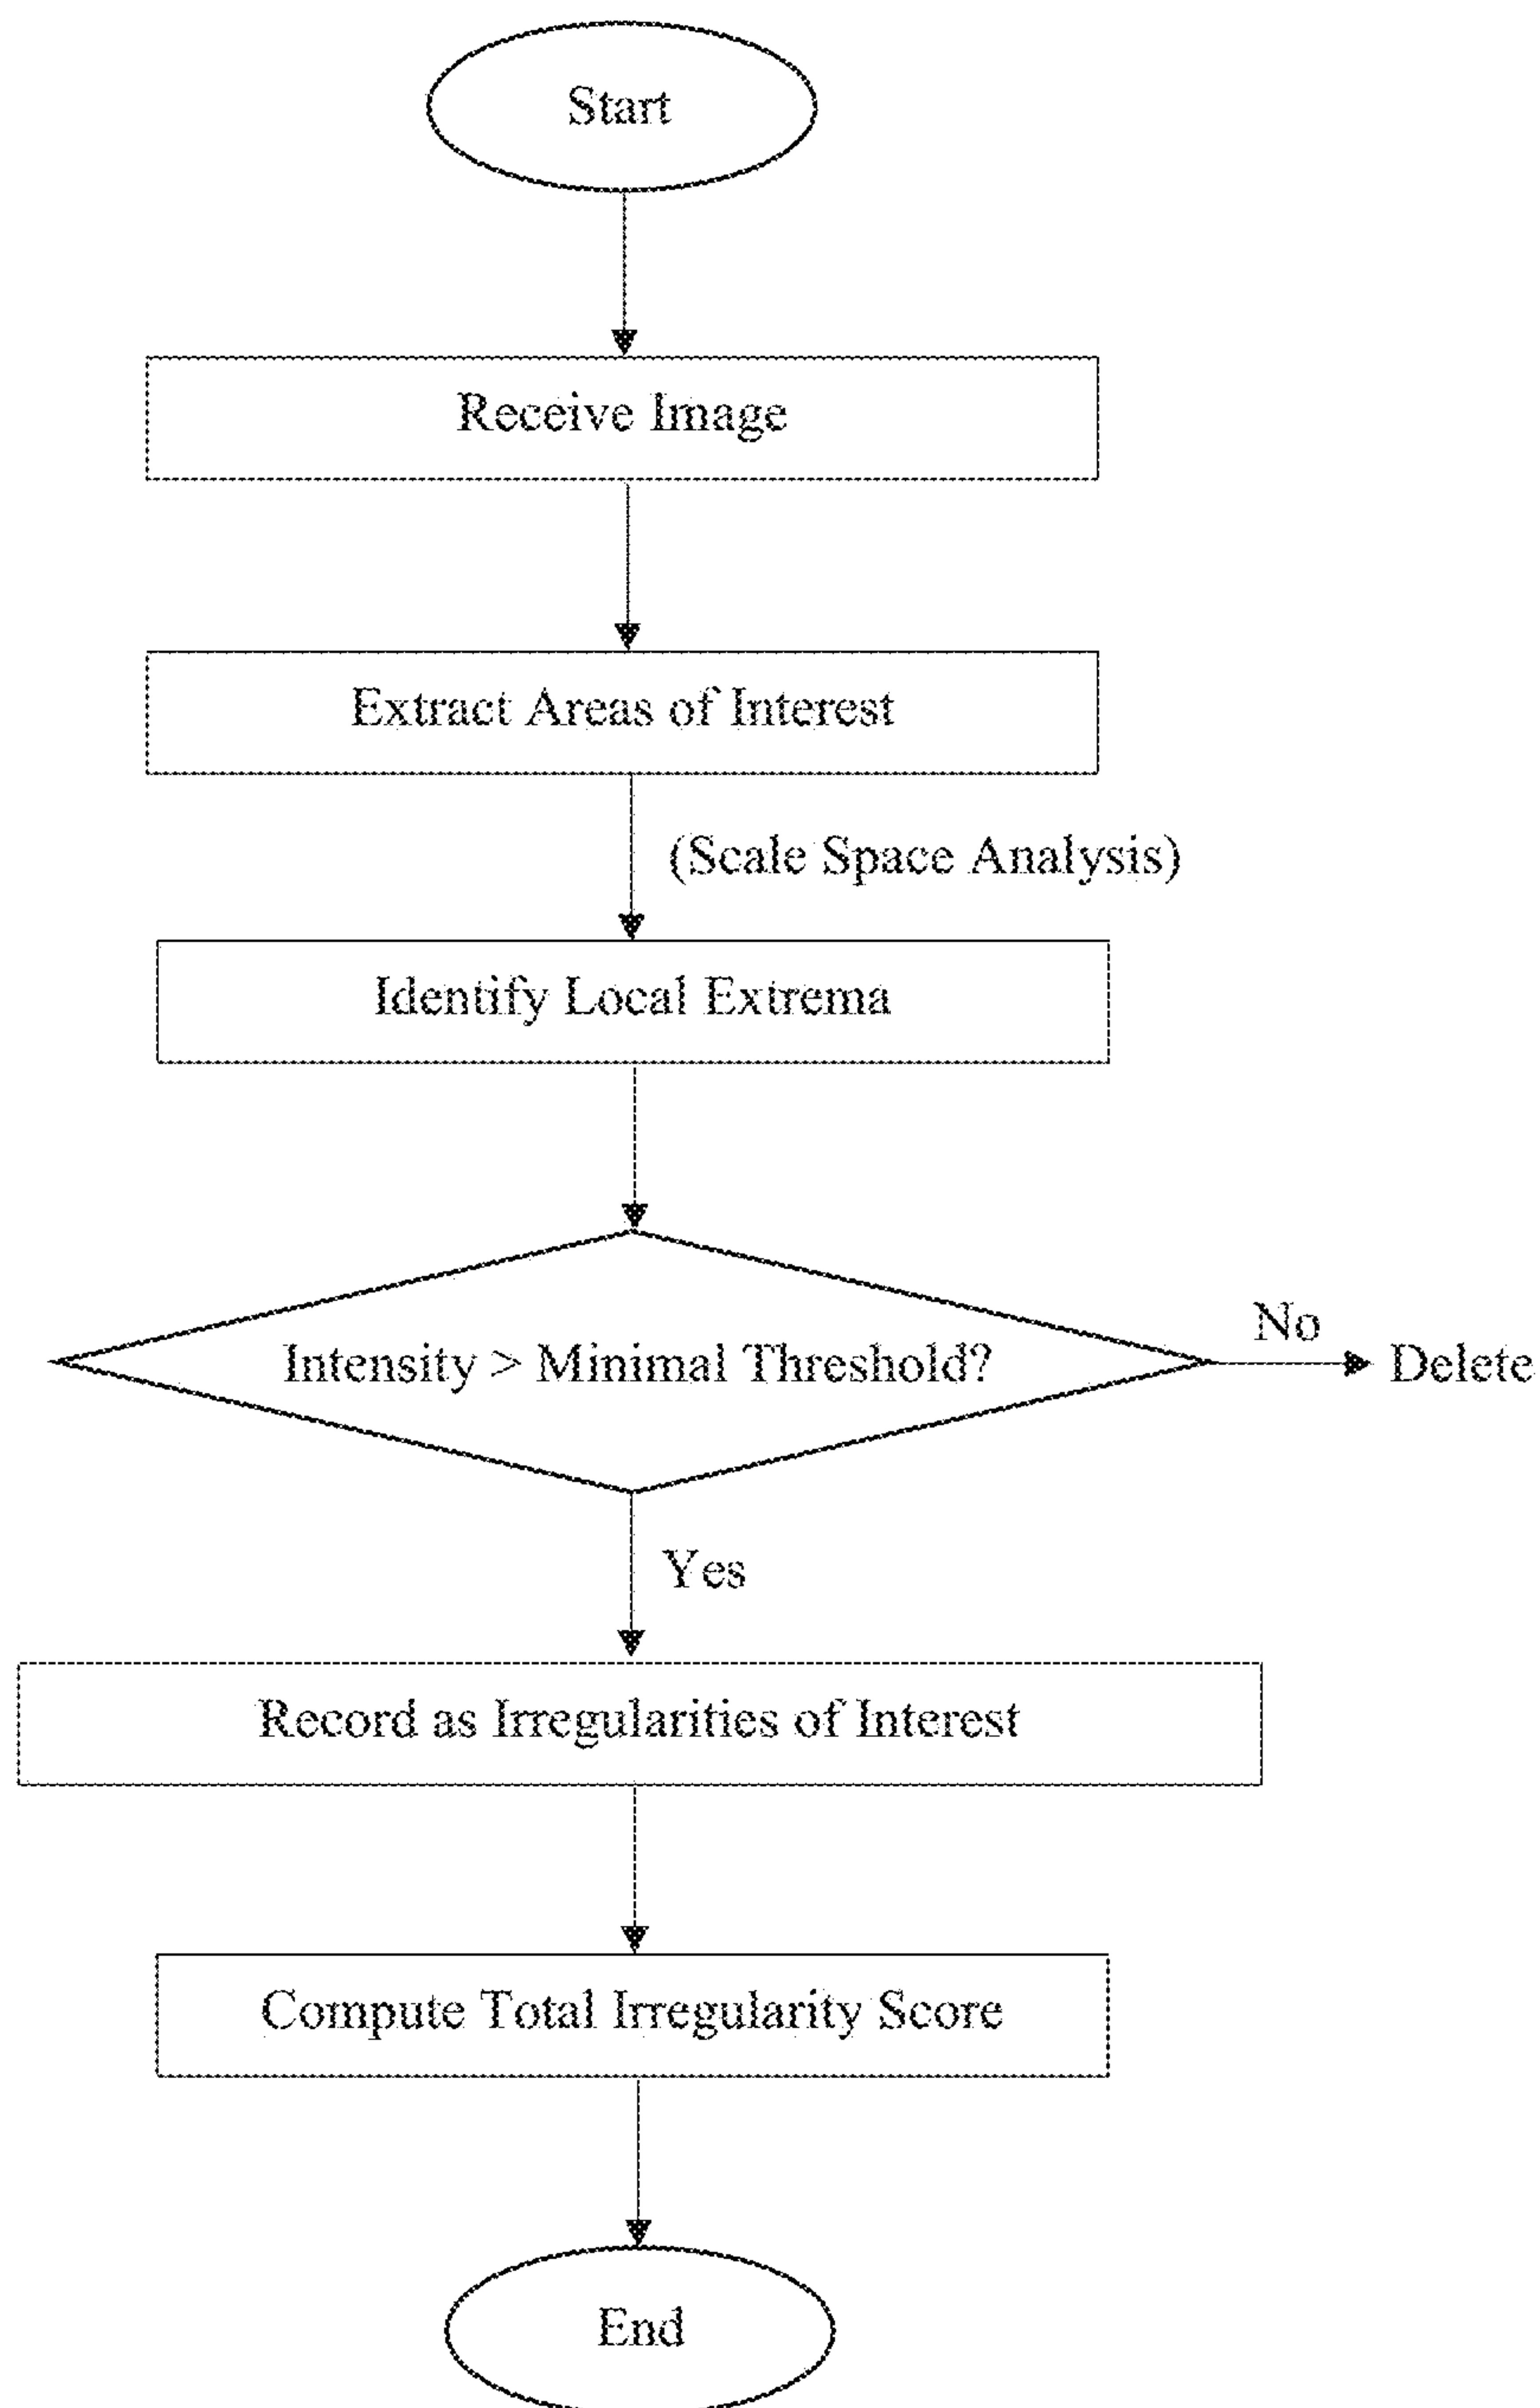 Start
Receive Image
Extract Areas of Interest
(Scale Space Analysis)
Identify Local Extrema
Intensity > Minimal Threshold?
No
Delete
Yes
Record as Irregularities of Interest
Compute Total Irregularity Score
End